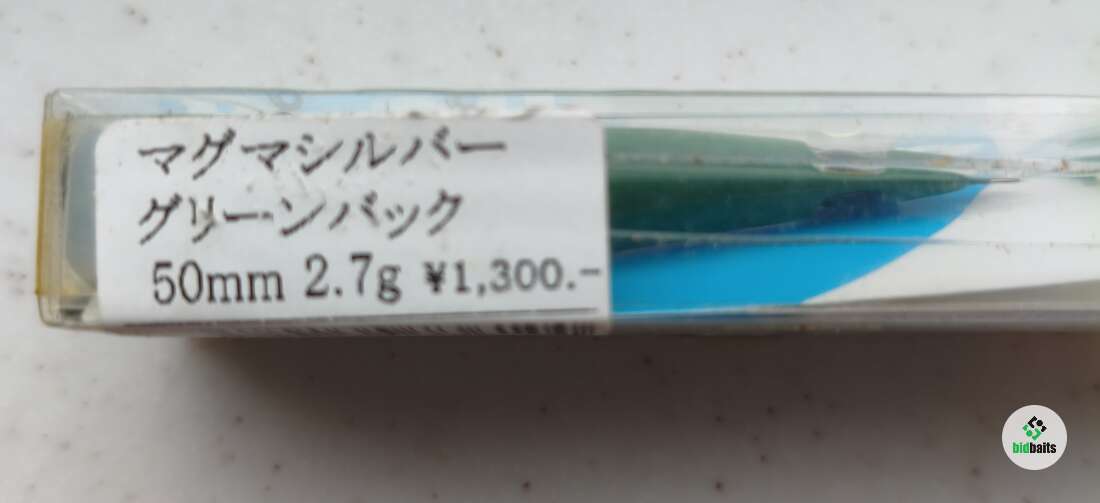 マグマシルバー
グリーンバック
50mm 2.7g ¥1,300.-
bidbaits